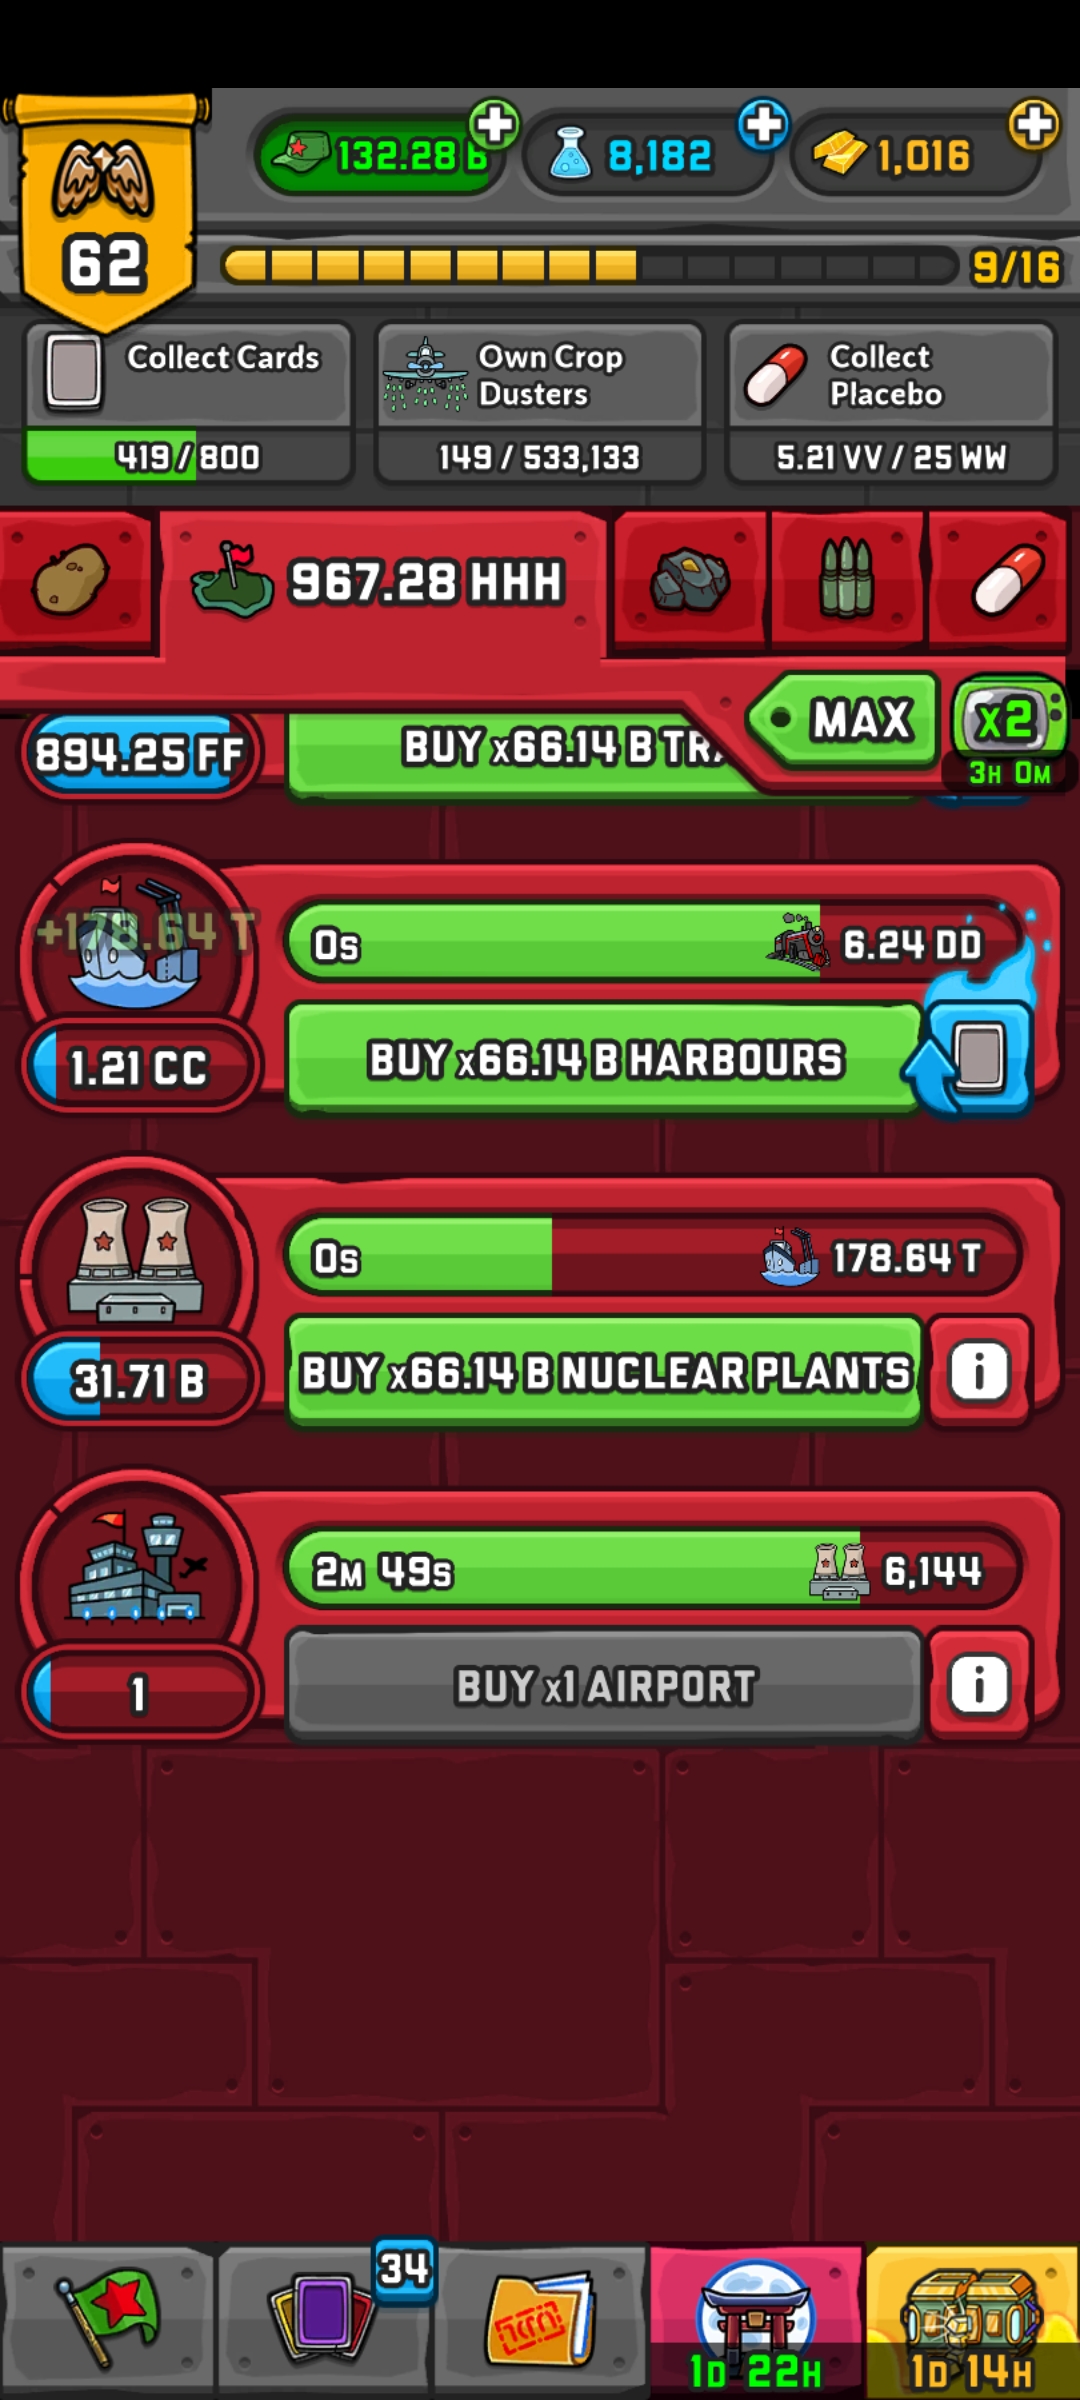 132.28 B
8,182
1,016
62
9/16
Collect Cards
419 / 800
Own Crop
Dusters
149 / 533,133
Collect
Placebo
5.21 VV / 25 WW
967.28 HHH
MAX
x2
3H 0M
894.25 FF
BUY x66.14 B TRA
+178.64 T
0s
6.24 DD
1.21 CC
BUY x66.14 B HARBOURS
0s
178.64 T
31.71 B
BUY x66.14 B NUCLEAR PLANTS
i
2M 49s
6,144
1
BUY x1 AIRPORT
i
34
1D 22H
1D 14H